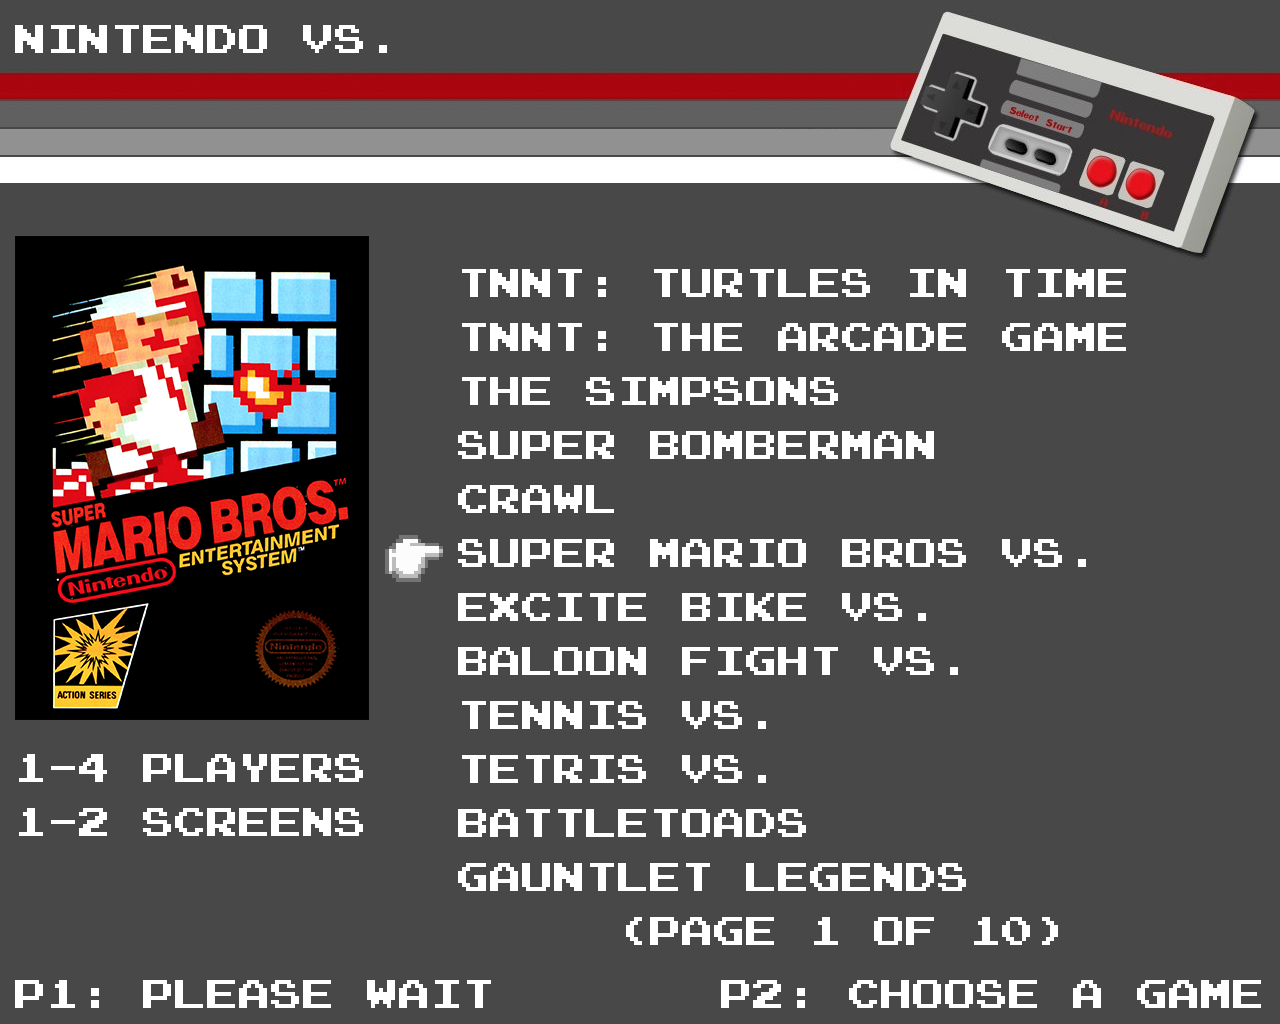 NINTENDO VS.
Select Start
Nintendo
A
B
SUPER
MARIO BROS.™
ENTERTAINMENT
SYSTEM™
Nintendo
Nintendo
ACTION SERIES
1-4 PLAYERS
1-2 SCREENS
TNNT: TURTLES IN TIME
TNNT: THE ARCADE GAME
THE SIMPSONS
SUPER BOMBERMAN
CRAWL
SUPER MARIO BROS VS.
EXCITE BIKE VS.
BALOON FIGHT VS.
TENNIS VS.
TETRIS VS.
BATTLETOADS
GAUNTLET LEGENDS
(PAGE 1 OF 10)
P1: PLEASE WAIT
P2: CHOOSE A GAME